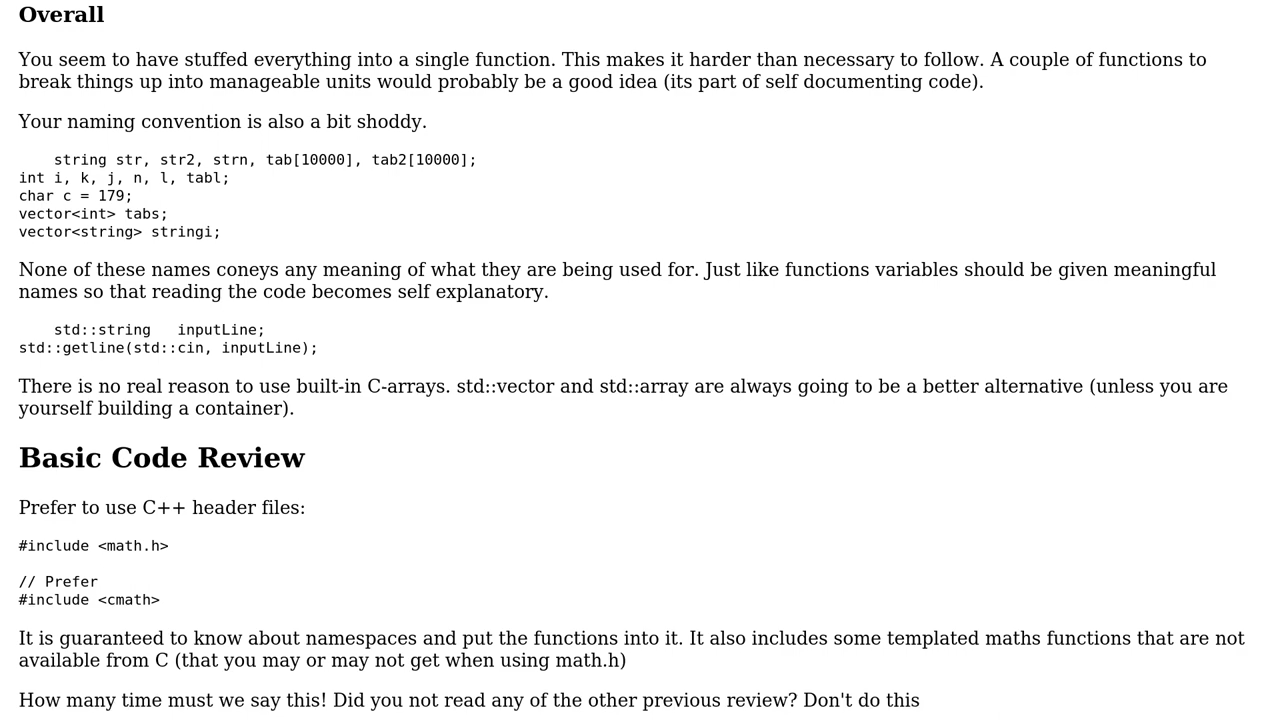 Overall
You seem to have stuffed everything into a single function. This makes it harder than necessary to follow. A couple of functions to
break things up into manageable units would probably be a good idea (its part of self documenting code).
Your naming convention is also a bit shoddy.
    string str, str2, strn, tab[10000], tab2[10000];
int i, k, j, n, l, tabl;
char c = 179;
vector<int> tabs;
vector<string> stringi;
None of these names coneys any meaning of what they are being used for. Just like functions variables should be given meaningful
names so that reading the code becomes self explanatory.
    std::string   inputLine;
std::getline(std::cin, inputLine);
There is no real reason to use built-in C-arrays. std::vector and std::array are always going to be a better alternative (unless you are
yourself building a container).
Basic Code Review
Prefer to use C++ header files:
#include <math.h>
// Prefer
#include <cmath>
It is guaranteed to know about namespaces and put the functions into it. It also includes some templated maths functions that are not
available from C (that you may or may not get when using math.h)
How many time must we say this! Did you not read any of the other previous review? Don't do this